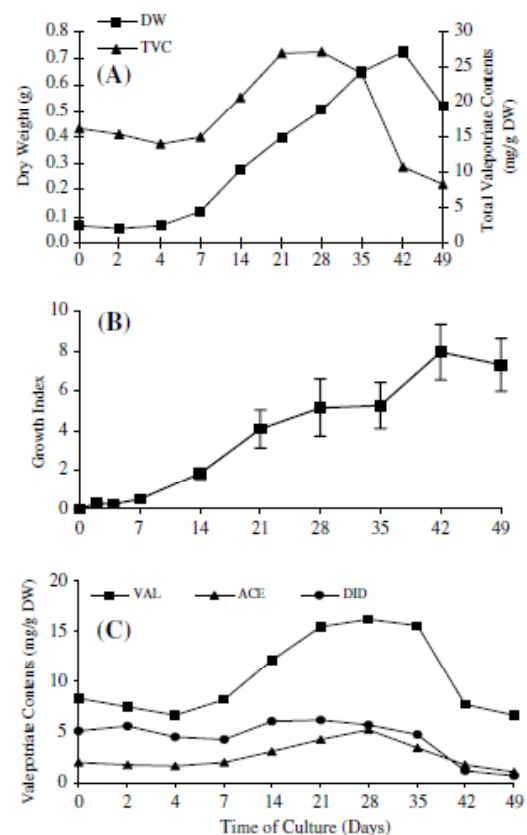 DW
TVC
(A)
Dry Weight (g)
0.8
0.7
0.6
0.5
0.4
0.3
0.2
0.1
0.0
30
25
20
15
10
5
0
Total Valepotriate Contents
(mg/g DW)
0 2 4 7 14 21 28 35 42 49
(B)
Growth Index
10
8
6
4
2
0
0 7 14 21 28 35 42 49
VAL ACE DID
(C)
Valepotriate Contents (mg/g DW)
20
15
10
5
0
0 2 4 7 14 21 28 35 42 49
Time of Culture (Days)